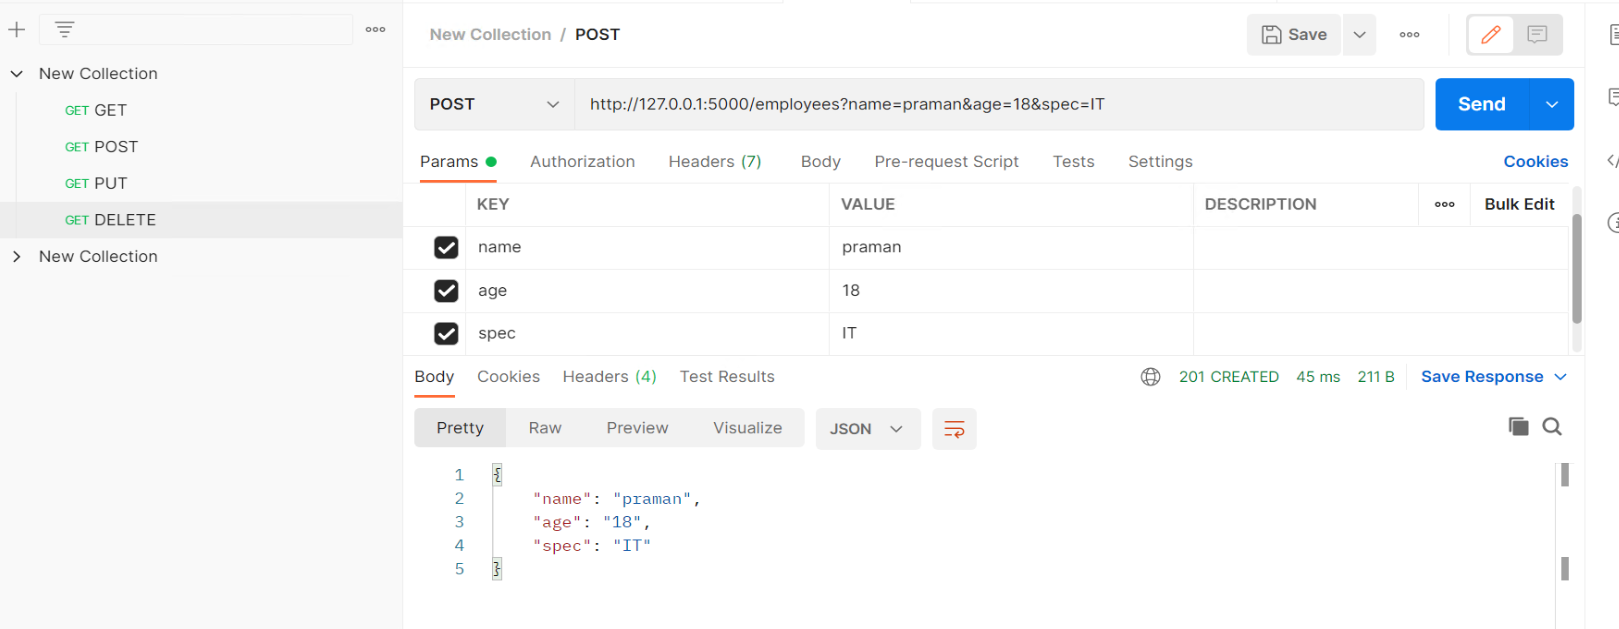 New Collection
GET GET
GET POST
GET PUT
GET DELETE
New Collection
New Collection / POST
Save
POST http://127.0.0.1:5000/employees?name=praman&age=18&spec=IT Send
Params Authorization Headers (7) Body Pre-request Script Tests Settings Cookies
KEY VALUE DESCRIPTION Bulk Edit
name praman
age 18
spec IT
Body Cookies Headers (4) Test Results 201 CREATED 45 ms 211 B Save Response
Pretty Raw Preview Visualize JSON
1 {
2 "name": "praman",
3 "age": "18",
4 "spec": "IT"
5 }